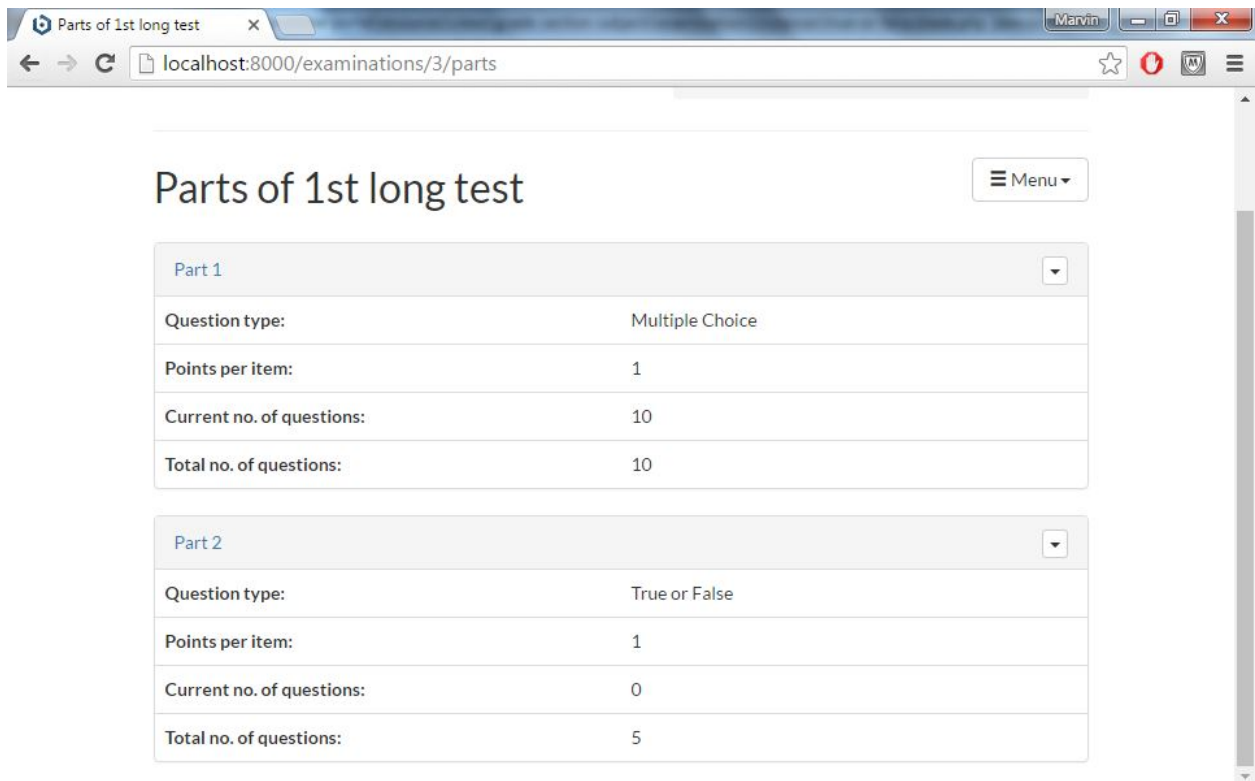 Parts of 1st long test
Marvin
localhost:8000/examinations/3/parts
Parts of 1st long test
Menu
Part 1
Question type: Multiple Choice
Points per item: 1
Current no. of questions: 10
Total no. of questions: 10
Part 2
Question type: True or False
Points per item: 1
Current no. of questions: 0
Total no. of questions: 5